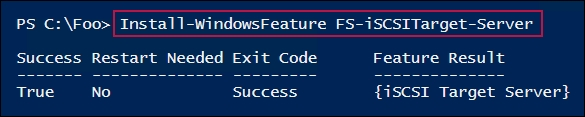 PS C:\Foo> Install-WindowsFeature FS-iSCSITarget-Server
Success Restart Needed Exit Code Feature Result
------- -------------- --------- --------------
True No Success {iSCSI Target Server}